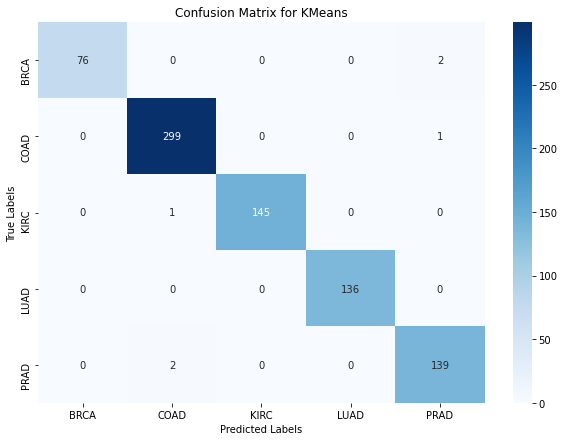 Confusion Matrix for KMeans
BRCA 76 0 0 0 2
COAD 0 299 0 0 1
KIRC 0 1 145 0 0
LUAD 0 0 0 136 0
PRAD 0 2 0 0 139
True Labels
BRCA COAD KIRC LUAD PRAD
Predicted Labels
250
200
150
100
50
0